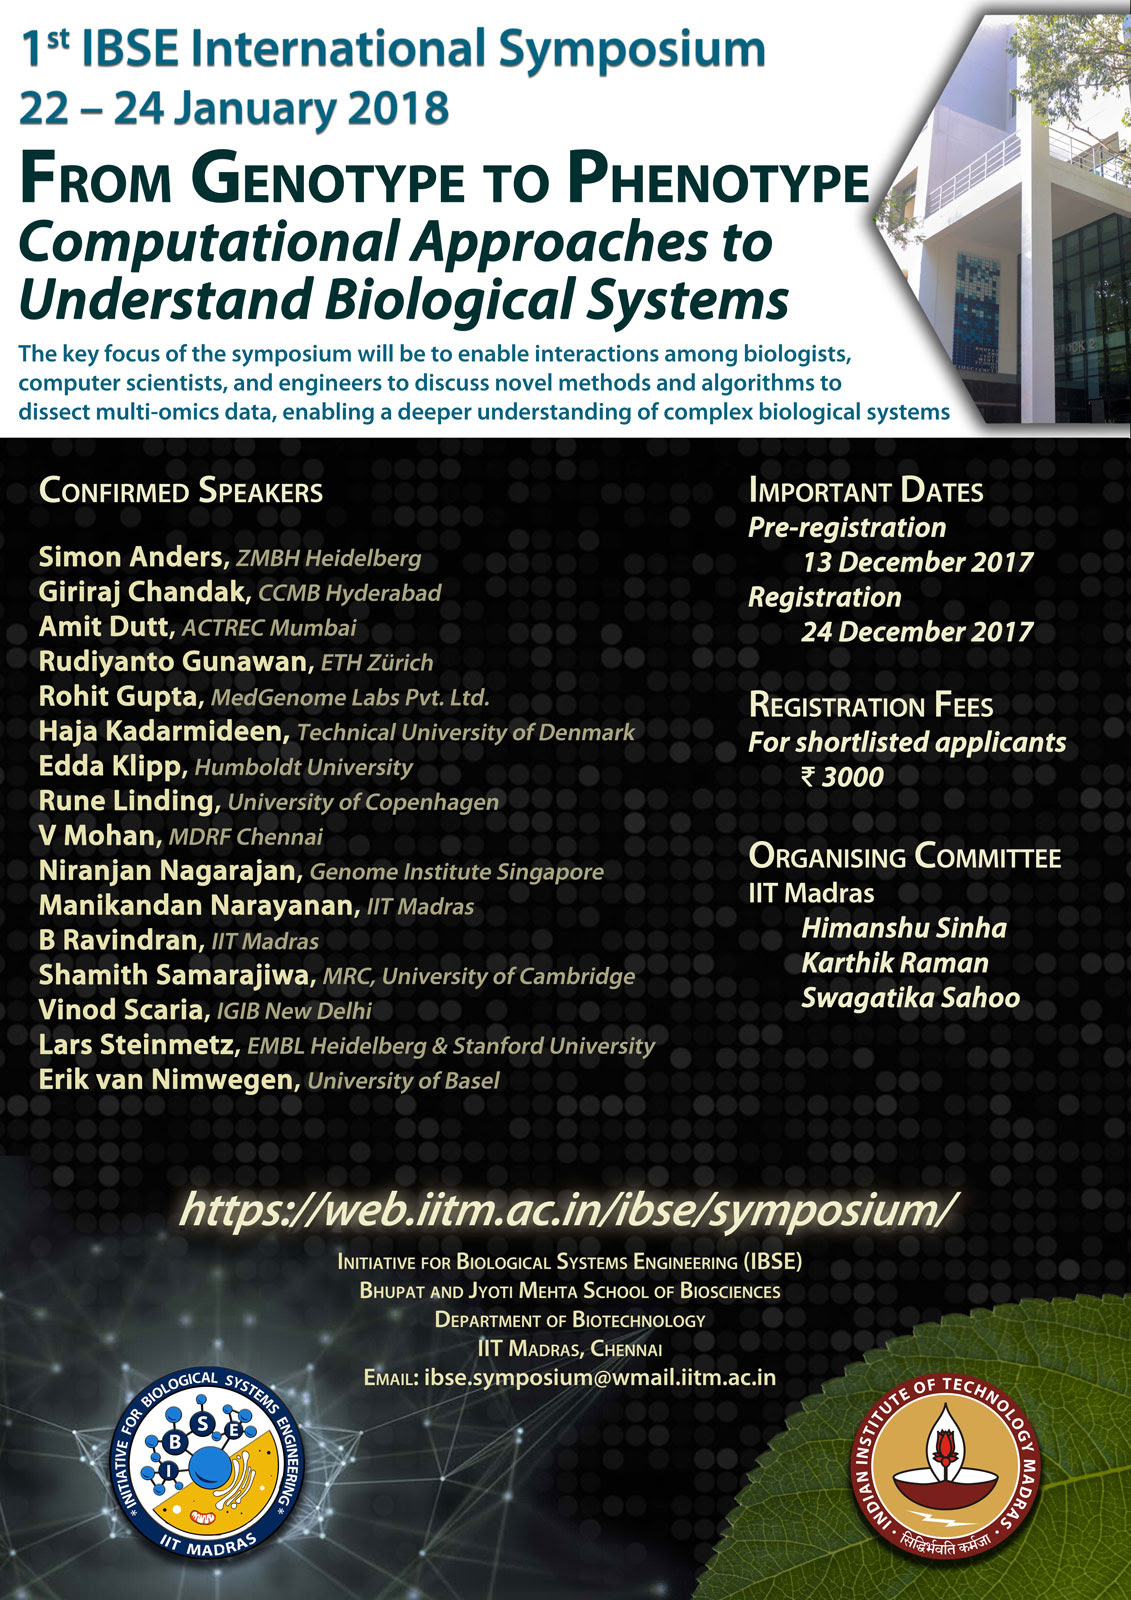 1st IBSE International Symposium
22 – 24 January 2018
FROM GENOTYPE TO PHENOTYPE
Computational Approaches to
Understand Biological Systems
The key focus of the symposium will be to enable interactions among biologists,
computer scientists, and engineers to discuss novel methods and algorithms to
dissect multi-omics data, enabling a deeper understanding of complex biological systems
CONFIRMED SPEAKERS
Simon Anders, ZMBH Heidelberg
Giriraj Chandak, CCMB Hyderabad
Amit Dutt, ACTREC Mumbai
Rudiyanto Gunawan, ETH Zürich
Rohit Gupta, MedGenome Labs Pvt. Ltd.
Haja Kadarmideen, Technical University of Denmark
Edda Klipp, Humboldt University
Rune Linding, University of Copenhagen
V Mohan, MDRF Chennai
Niranjan Nagarajan, Genome Institute Singapore
Manikandan Narayanan, IIT Madras
B Ravindran, IIT Madras
Shamith Samarajiwa, MRC, University of Cambridge
Vinod Scaria, IGIB New Delhi
Lars Steinmetz, EMBL Heidelberg & Stanford University
Erik van Nimwegen, University of Basel
IMPORTANT DATES
Pre-registration
13 December 2017
Registration
24 December 2017
REGISTRATION FEES
For shortlisted applicants
₹ 3000
ORGANISING COMMITTEE
IIT Madras
Himanshu Sinha
Karthik Raman
Swagatika Sahoo
https://web.iitm.ac.in/ibse/symposium/
INITIATIVE FOR BIOLOGICAL SYSTEMS ENGINEERING (IBSE)
BHUPAT AND JYOTI MEHTA SCHOOL OF BIOSCIENCES
DEPARTMENT OF BIOTECHNOLOGY
IIT MADRAS, CHENNAI
EMAIL: ibse.symposium@wmail.iitm.ac.in
* INITIATIVE FOR BIOLOGICAL SYSTEMS ENGINEERING *
IIT MADRAS
I B S E
INDIAN INSTITUTE OF TECHNOLOGY MADRAS
सिद्धिर्भवति कर्मजा